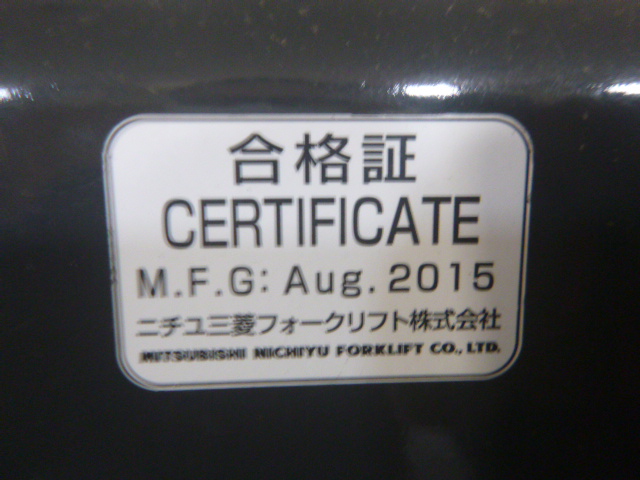 合格証
CERTIFICATE
M.F.G: Aug. 2015
ニチユ三菱フォークリフト株式会社
MITSUBISHI NICHIYU FORKLIFT CO., LTD.